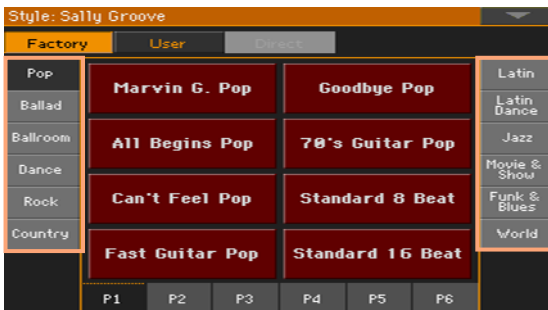 Style: Sally Groove
Factory
User
Direct
Pop
Ballad
Ballroom
Dance
Rock
Country
Marvin G. Pop
Goodbye Pop
All Begins Pop
70's Guitar Pop
Can't Feel Pop
Standard 8 Beat
Fast Guitar Pop
Standard 16 Beat
Latin
Latin
Dance
Jazz
Movie &
Show
Funk &
Blues
World
P1
P2
P3
P4
P5
P6